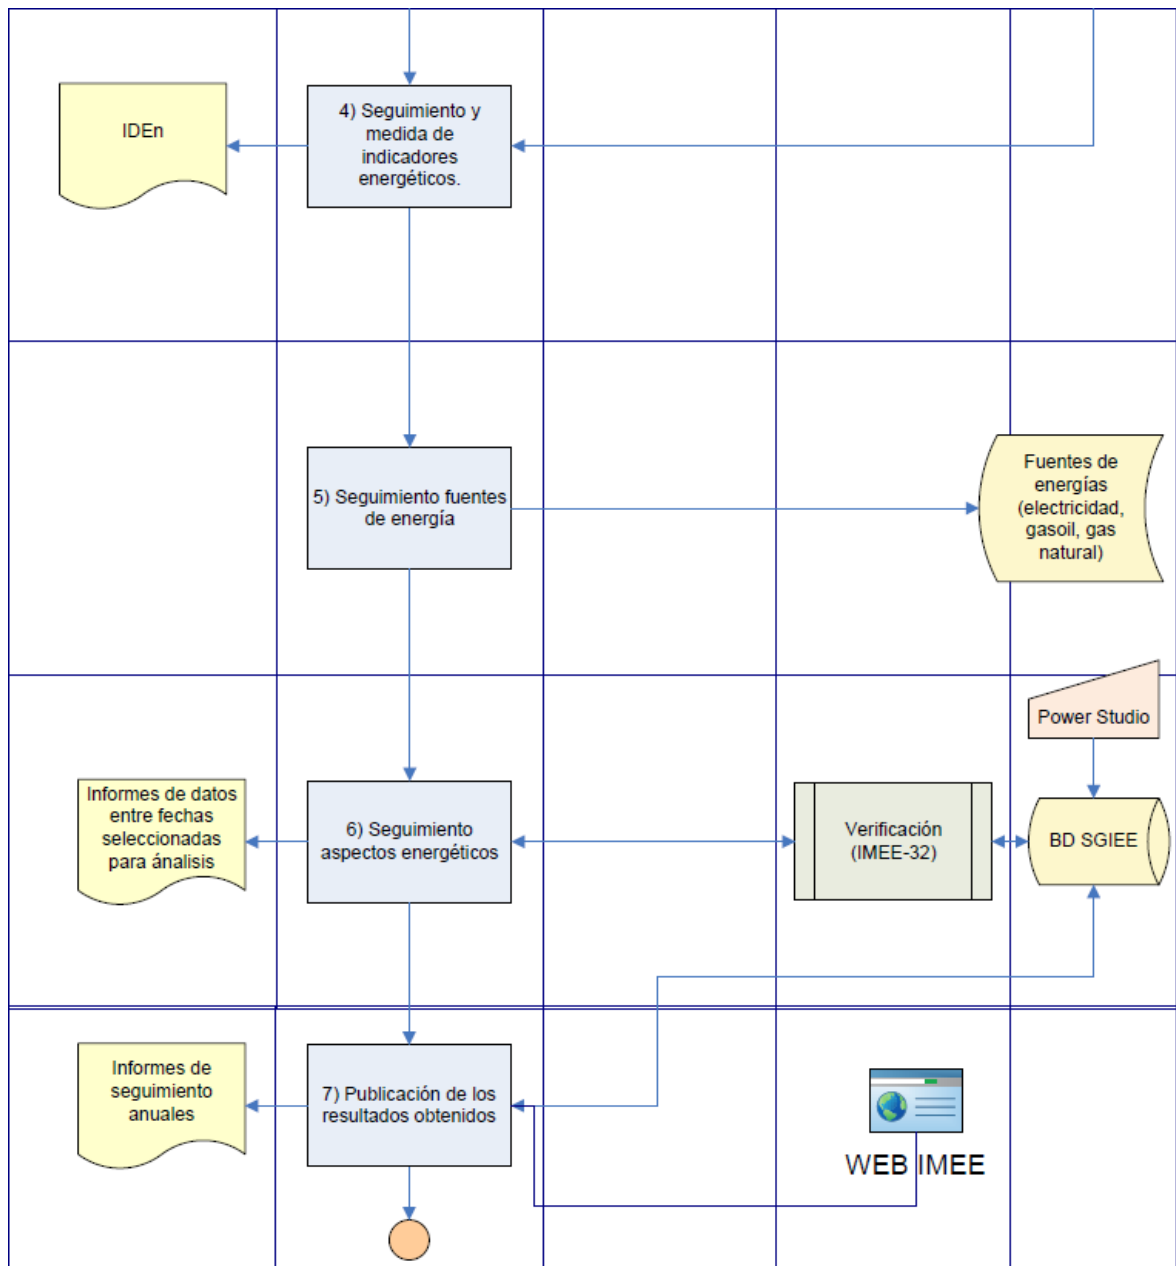 IDEn
4) Seguimiento y
medida de
indicadores
energéticos.
5) Seguimiento fuentes
de energía
Fuentes de
energías
(electricidad,
gasoil, gas
natural)
Power Studio
Informes de datos
entre fechas
seleccionadas
para ánalisis
6) Seguimiento
aspectos energéticos
Verificación
(IMEE-32)
BD SGIEE
Informes de
seguimiento
anuales
7) Publicación de los
resultados obtenidos
WEB IMEE